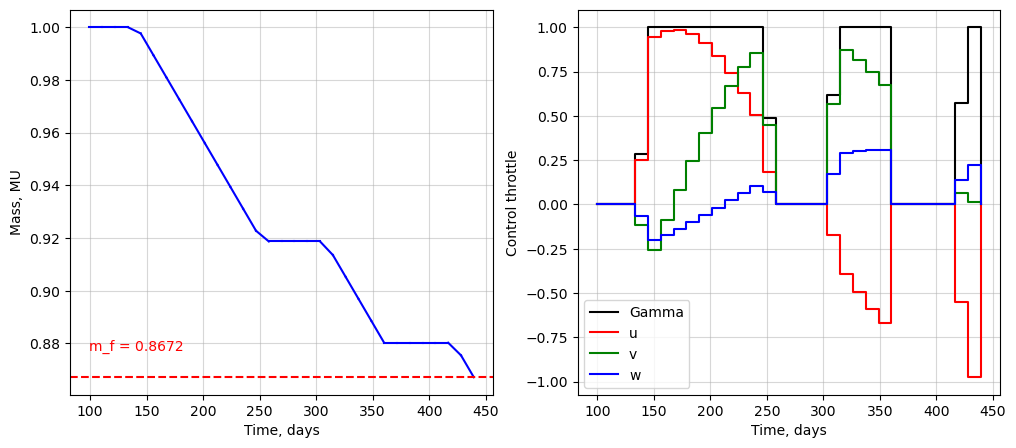 Mass, MU
1.00
0.98
0.96
0.94
0.92
0.90
0.88
m_f = 0.8672
100 150 200 250 300 350 400 450
Time, days
Control throttle
1.00
0.75
0.50
0.25
0.00
−0.25
−0.50
−0.75
−1.00
Gamma
u
v
w
100 150 200 250 300 350 400 450
Time, days